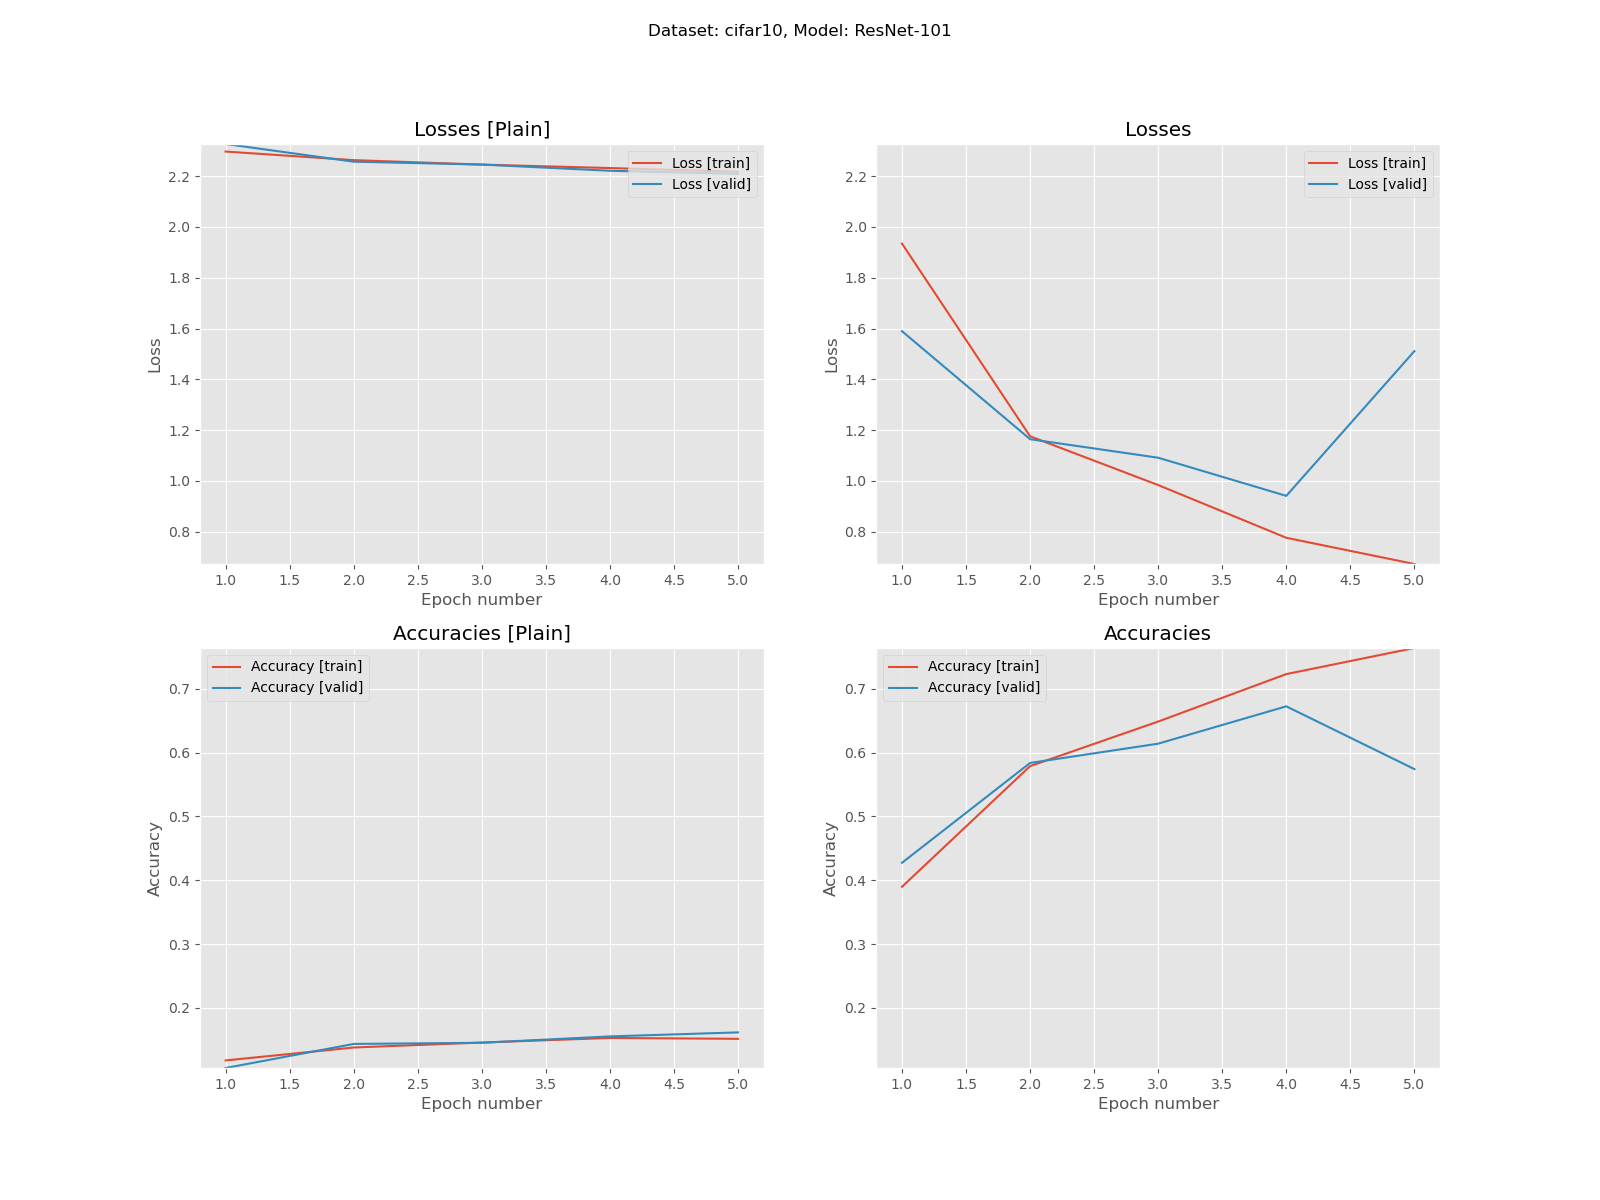 Dataset: cifar10, Model: ResNet-101
Losses [Plain]
Loss [train]
Loss [valid]
2.2
2.0
1.8
1.6
1.4
1.2
1.0
0.8
Loss
1.0 1.5 2.0 2.5 3.0 3.5 4.0 4.5 5.0
Epoch number
Losses
Loss [train]
Loss [valid]
2.2
2.0
1.8
1.6
1.4
1.2
1.0
0.8
Loss
1.0 1.5 2.0 2.5 3.0 3.5 4.0 4.5 5.0
Epoch number
Accuracies [Plain]
Accuracy [train]
Accuracy [valid]
0.7
0.6
0.5
0.4
0.3
0.2
Accuracy
1.0 1.5 2.0 2.5 3.0 3.5 4.0 4.5 5.0
Epoch number
Accuracies
Accuracy [train]
Accuracy [valid]
0.7
0.6
0.5
0.4
0.3
0.2
Accuracy
1.0 1.5 2.0 2.5 3.0 3.5 4.0 4.5 5.0
Epoch number